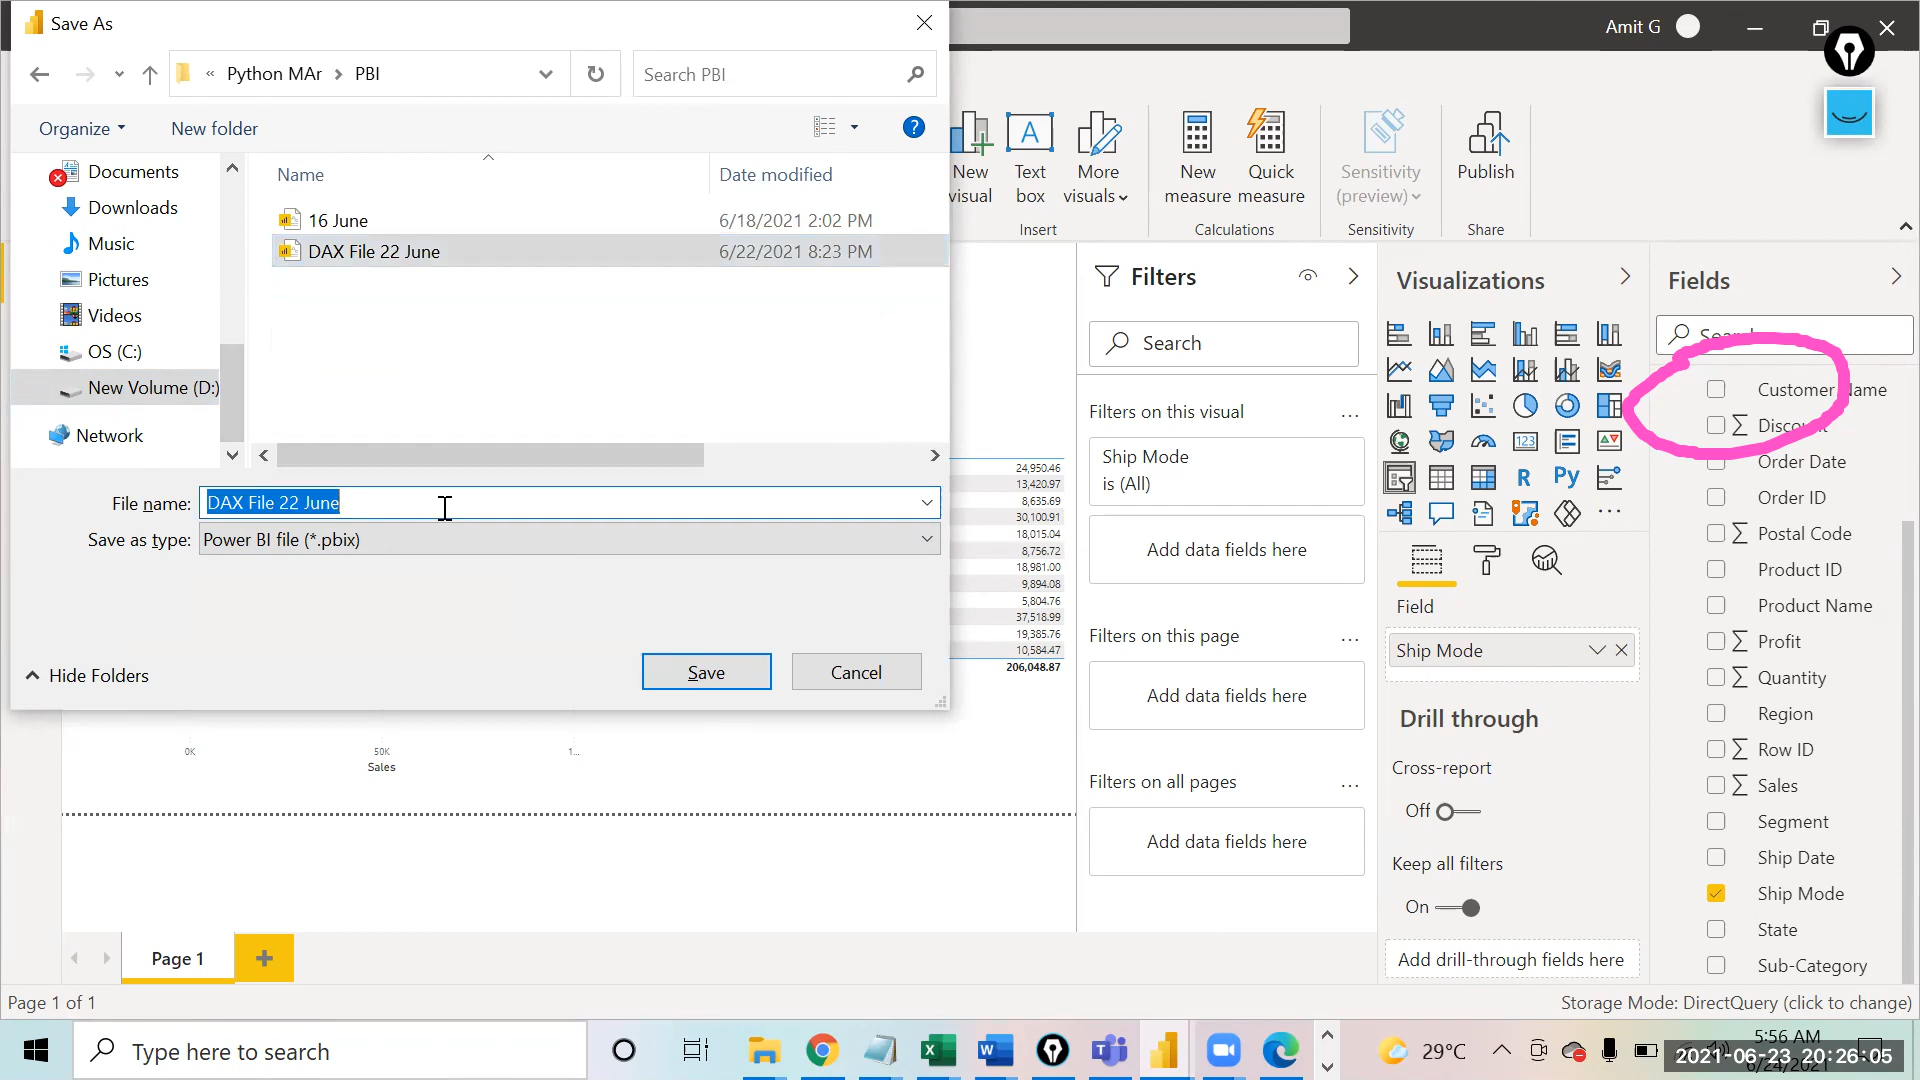 Save As
Amit G
« Python MAr > PBI
Search PBI
Organize
New folder
?
Documents
Downloads
Music
Pictures
Videos
OS (C:)
New Volume (D:)
Network
Name
Date modified
16 June
6/18/2021 2:02 PM
DAX File 22 June
6/22/2021 8:23 PM
File name:
DAX File 22 June
Save as type:
Power BI file (*.pbix)
Hide Folders
Save
Cancel
New
visual
Text
box
More
visuals
New
measure
Quick
measure
Sensitivity
(preview)
Publish
Insert
Calculations
Sensitivity
Share
24,950.46
13,420.97
8,635.69
30,100.91
18,015.04
8,756.72
18,981.00
9,894.08
5,804.76
37,518.99
19,385.76
10,584.47
206,048.87
0K
50K
1...
Sales
Filters
Search
Filters on this visual
...
Ship Mode
is (All)
Add data fields here
Filters on this page
...
Add data fields here
Filters on all pages
...
Add data fields here
Visualizations
123
R
Py
...
Field
Ship Mode
Drill through
Cross-report
Off
Keep all filters
On
Add drill-through fields here
Fields
Search
Customer Name
Discount
Order Date
Order ID
Postal Code
Product ID
Product Name
Profit
Quantity
Region
Row ID
Sales
Segment
Ship Date
Ship Mode
State
Sub-Category
Page 1
Page 1 of 1
Storage Mode: DirectQuery (click to change)
Type here to search
29°C
5:56 AM
2021-06-23 20:26:05